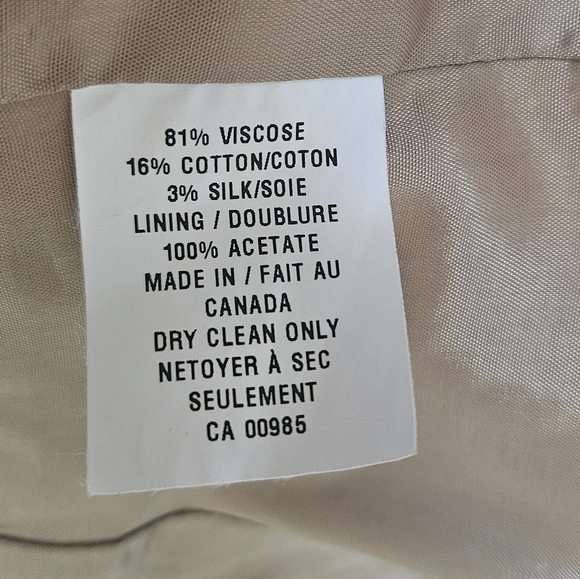 81% VISCOSE
16% COTTON/COTON
3% SILK/SOIE
LINING / DOUBLURE
100% ACETATE
MADE IN / FAIT AU
CANADA
DRY CLEAN ONLY
NETOYER À SEC
SEULEMENT
CA 00985